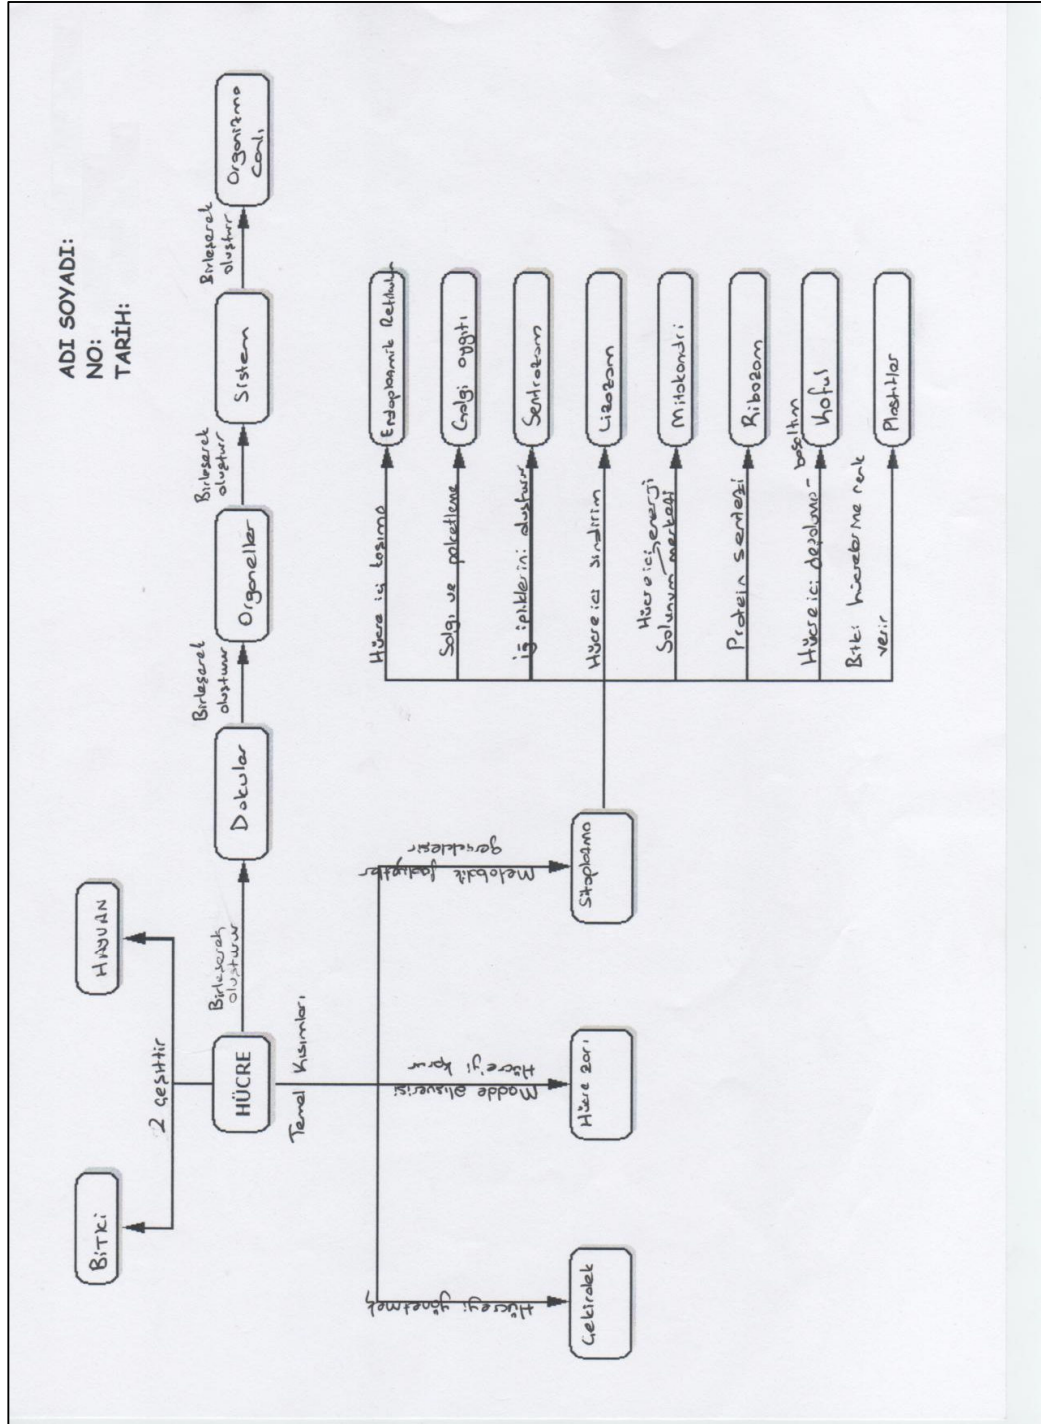 ADI SOYADI:
NO:
TARİH:
BİTKİ
2 Çeşittir
HAYVAN
HÜCRE
Birleşerek
oluşturur
Dokular
Birleşerek
oluşturur
Organeller
Birleşerek
oluşturur
Sistem
Birleşerek
oluşturur
Organizma
Canlı
Temel Kısımları
Hücreyi yönetmek
Çekirdek
Madde alışverişi
Hücreyi korur
Hücre zarı
Metabolik faaliyetler
gerçekleşir
Sitoplazma
Hücre içi taşıma
Endoplazmik Retikulum
Salgı ve paketleme
Golgi aygıtı
iğ ipliklerini oluşturur
Sentrozom
Hücre içi sindirim
Lizozom
Hücre içi enerji
Solunum merkezi
Mitokondri
Protein sentezi
Ribozom
Hücre içi depolama - boşaltım
Koful
Bitki hücrelerine renk
verir
Plastitler